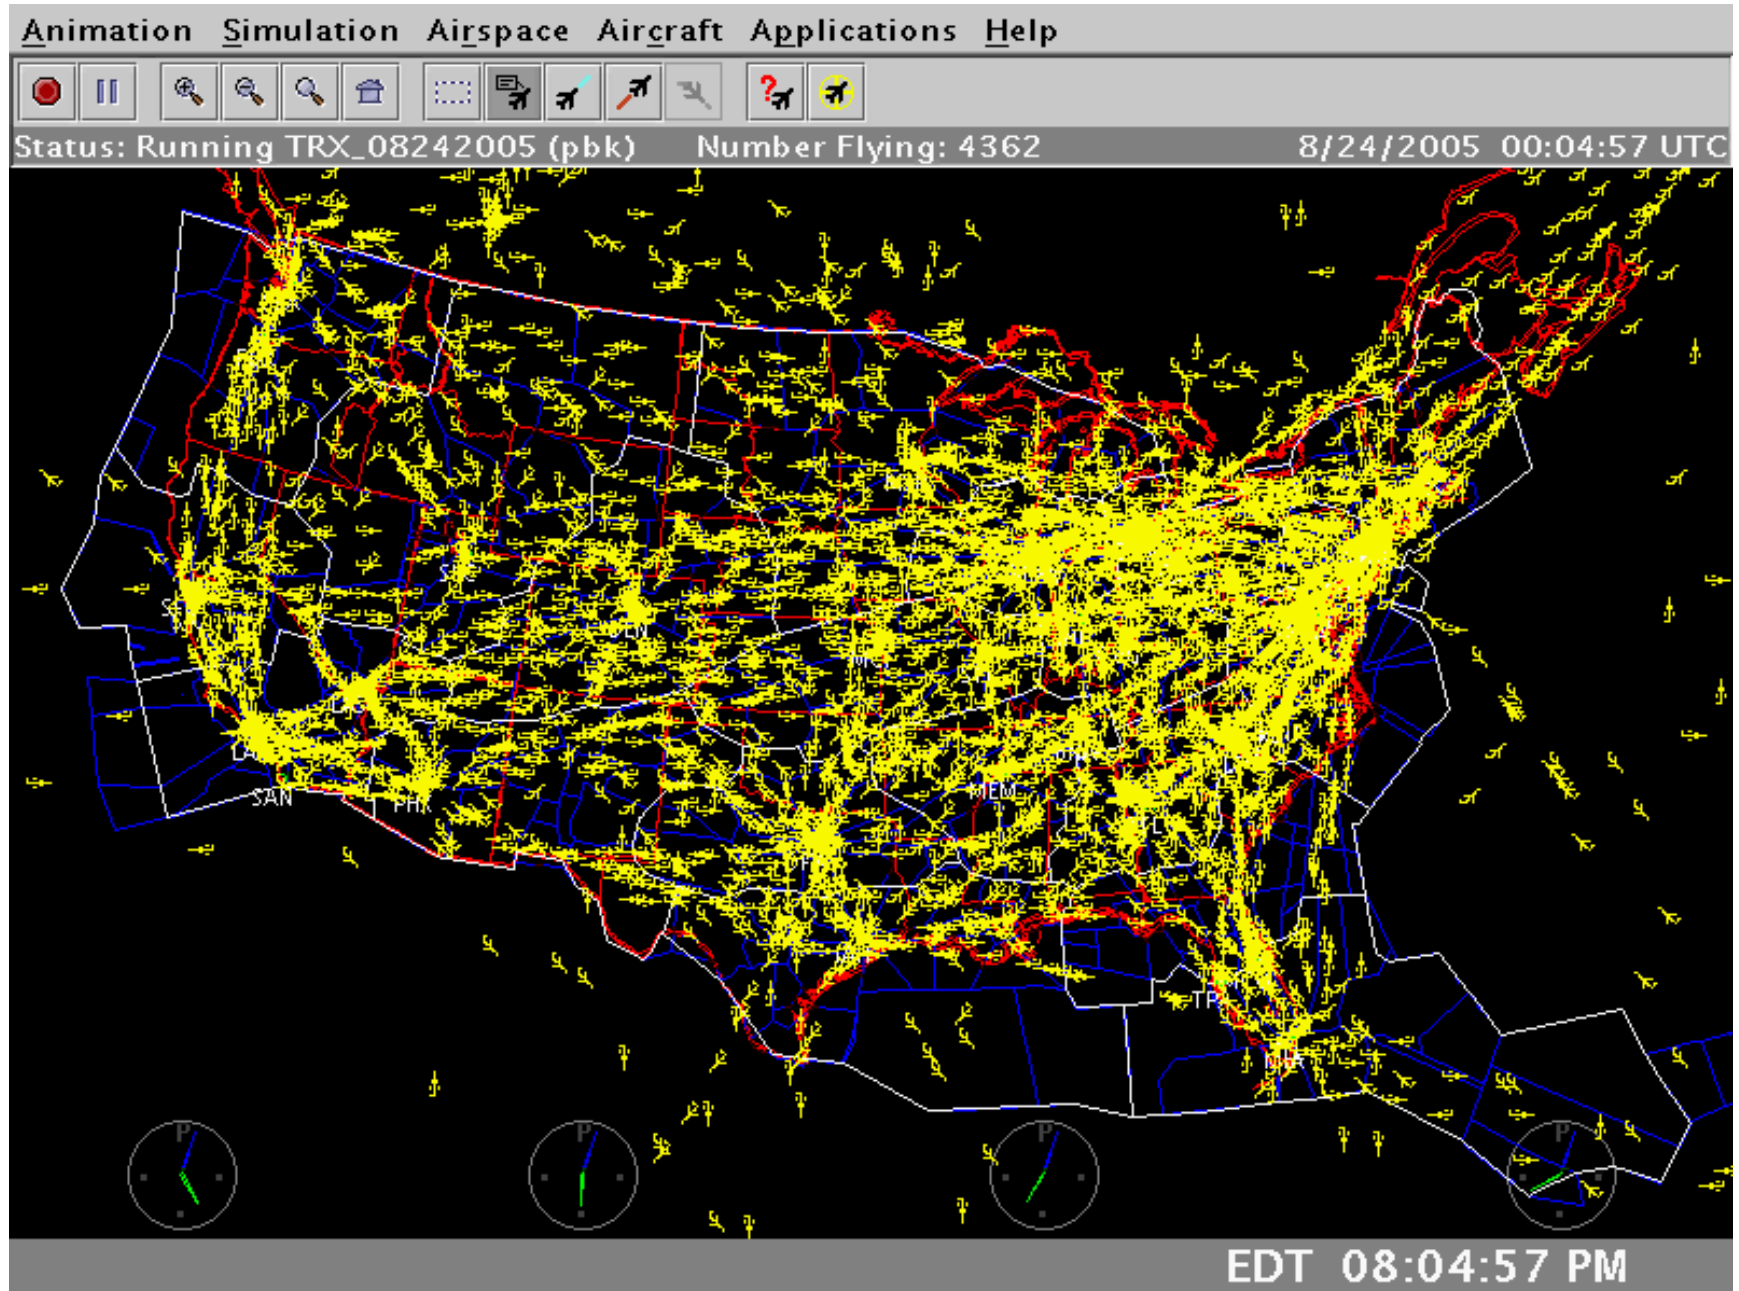 Animation Simulation Airspace Aircraft Applications Help
Status: Running TRX_08242005 (pbk) Number Flying: 4362 8/24/2005 00:04:57 UTC
SAN
MEM
P P P P
EDT 08:04:57 PM